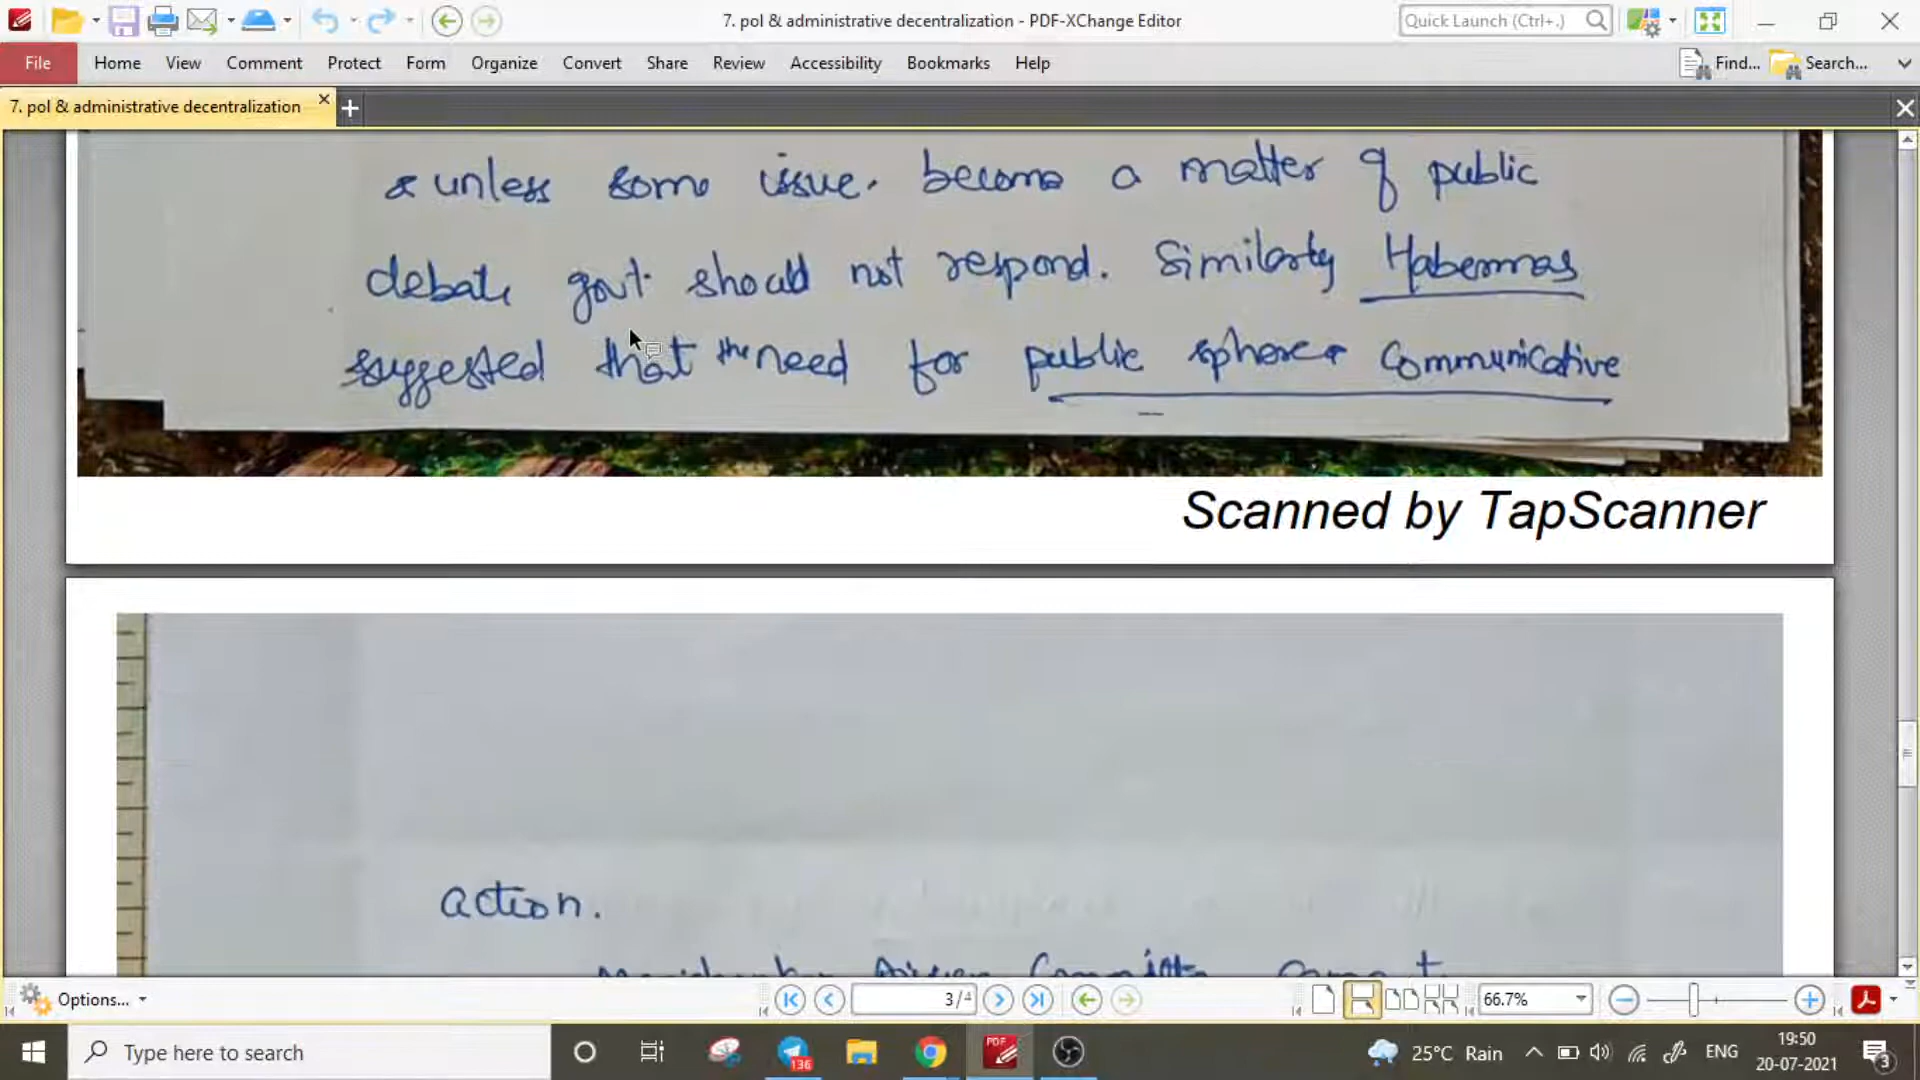 7. pol & administrative decentralization - PDF-XChange Editor
Quick Launch (Ctrl+.)
File Home View Comment Protect Form Organize Convert Share Review Accessibility Bookmarks Help Find... Search...
7. pol & administrative decentralization
& unless some issue. become a matter of public
debate govt. should not respond. Similarly Habermas
suggested that the need for public sphere & Communicative
Scanned by TapScanner
action.
Options...
3/4
66.7%
Type here to search
136
PDF
25°C Rain
ENG
19:50
20-07-2021
3